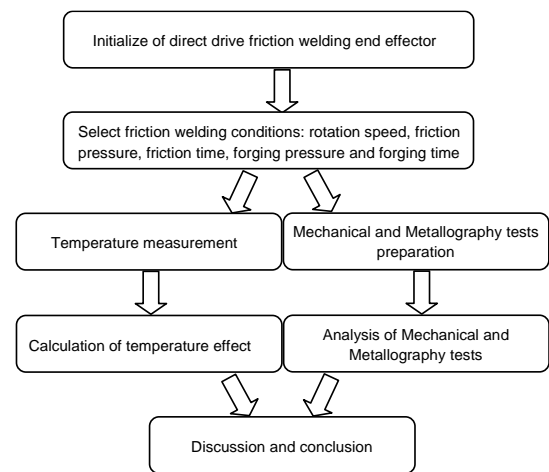 Initialize of direct drive friction welding end effector
Select friction welding conditions: rotation speed, friction
pressure, friction time, forging pressure and forging time
Temperature measurement
Mechanical and Metallography tests
preparation
Calculation of temperature effect
Analysis of Mechanical and
Metallography tests
Discussion and conclusion